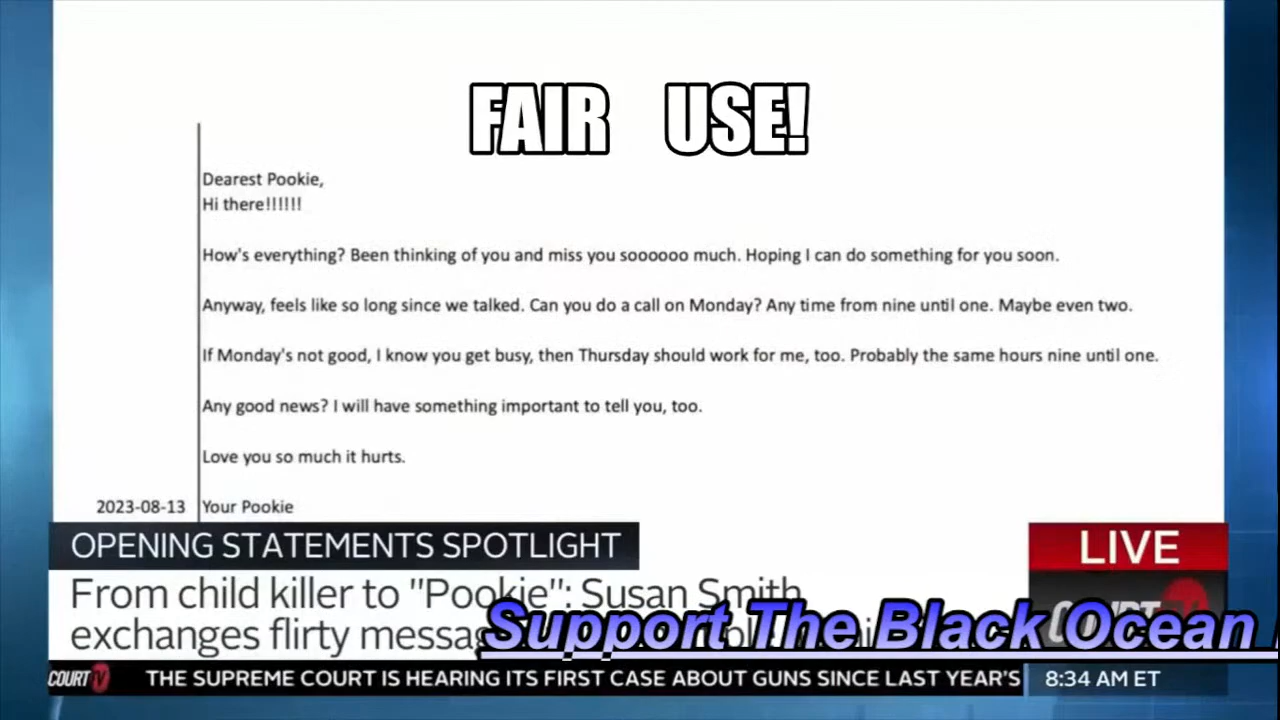 FAIR USE!
Dearest Pookie,
Hi there!!!!!!
How's everything? Been thinking of you and miss you soooooo much. Hoping I can do something for you soon.
Anyway, feels like so long since we talked. Can you do a call on Monday? Any time from nine until one. Maybe even two.
If Monday's not good, I know you get busy, then Thursday should work for me, too. Probably the same hours nine until one.
Any good news? I will have something important to tell you, too.
Love you so much it hurts.
2023-08-13 Your Pookie
OPENING STATEMENTS SPOTLIGHT
LIVE
From child killer to "Pookie": Susan Smith
exchanges flirty
Support The Black Ocean
COURT TV THE SUPREME COURT IS HEARING ITS FIRST CASE ABOUT GUNS SINCE LAST YEAR'S 8:34 AM ET